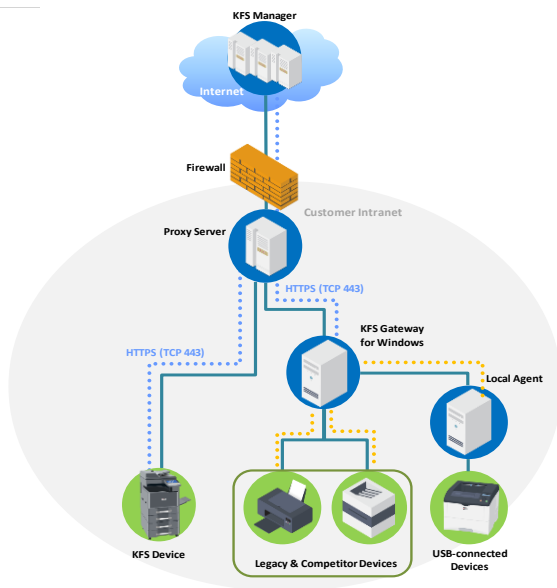 KFS Manager
Internet
Firewall
Customer Intranet
Proxy Server
HTTPS (TCP 443)
KFS Gateway
for Windows
HTTPS (TCP 443)
Local Agent
KFS Device
Legacy & Competitor Devices
USB-connected
Devices